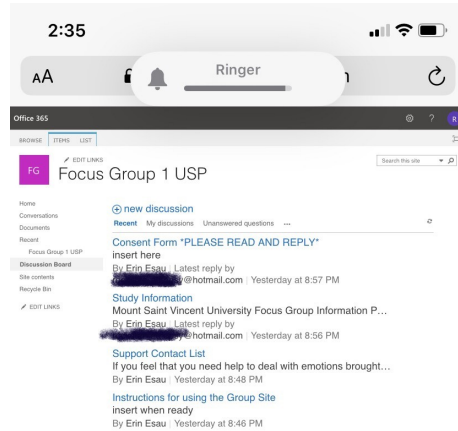 2:35
AA
Ringer
Office 365
?
R
BROWSE ITEMS LIST
EDIT LINKS
FG
Focus Group 1 USP
Search this site
Home
Conversations
Documents
Recent
Focus Group 1 USP
Discussion Board
Site contents
Recycle Bin
EDIT LINKS
new discussion
Recent My discussions Unanswered questions ...
Consent Form *PLEASE READ AND REPLY*
insert here
By Erin Esau | Latest reply by
@hotmail.com | Yesterday at 8:57 PM
Study Information
Mount Saint Vincent University Focus Group Information P...
By Erin Esau | Latest reply by
@hotmail.com | Yesterday at 8:56 PM
Support Contact List
If you feel that you need help to deal with emotions brought...
By Erin Esau | Yesterday at 8:48 PM
Instructions for using the Group Site
insert when ready
By Erin Esau | Yesterday at 8:46 PM